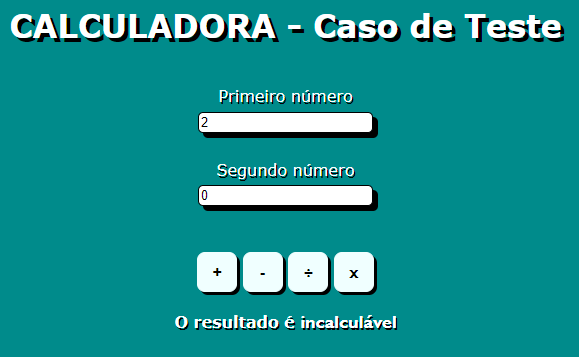 CALCULADORA - Caso de Teste
Primeiro número
2
Segundo número
0
+ - ÷ x
O resultado é incalculável